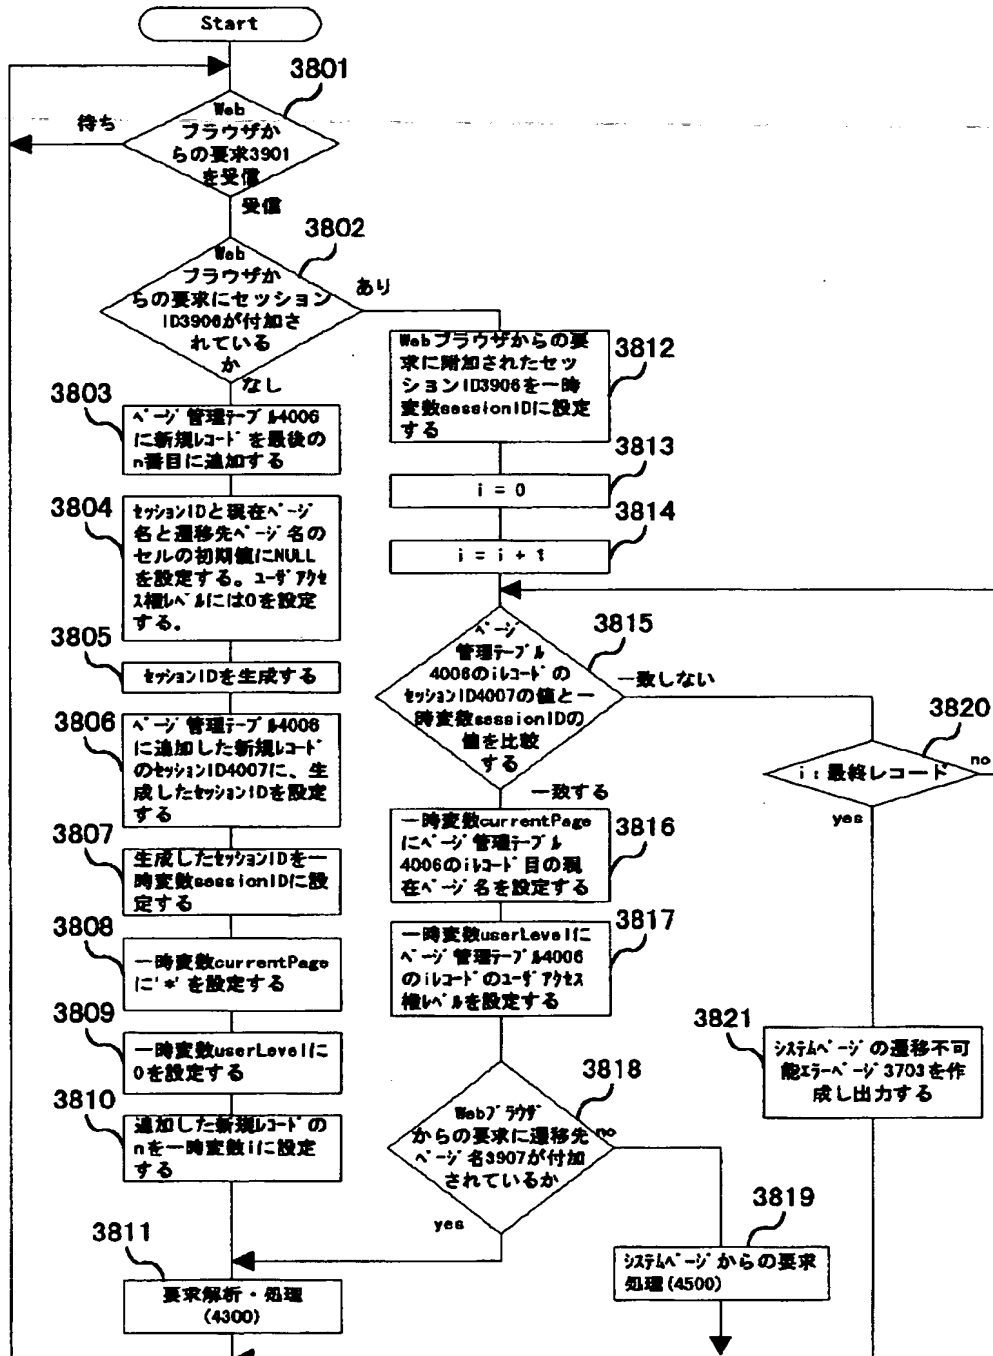 Start
3801
Web
ブラウザか
らの要求3901
を受信
待ち
受信
3802
Web
ブラウザか
らの要求にセッション
ID3906が付加さ
れている
か
あり
なし
3803
ページ管理テーブル4006
に新規レコードを最後の
n番目に追加する
3804
セッションIDと現在ページ
名と遷移先ページ名の
セルの初期値にNULL
を設定する。ユーザアクセ
ス権レベルには0を設定
する。
3805
セッションIDを生成する
3806
ページ管理テーブル4006
に追加した新規レコード
のセッションID4007に、生
成したセッションIDを設定
する
3807
生成したセッションIDを一
時変数sessionIDに設
定する
3808
一時変数currentPage
に'*'を設定する
3809
一時変数userLevelに
0を設定する
3810
追加した新規レコードの
nを一時変数iに設定
する
3811
要求解析・処理
(4300)
3812
Webブラウザからの要
求に附加されたセッ
ションID3906を一時
変数sessionIDに設定
する
3813
i = 0
3814
i = i + 1
3815
ページ
管理テーブル
4006のiレコードの
セッションID4007の値と一
時変数sessionIDの
値を比較
する
一致しない
一致する
3816
一時変数currentPage
にページ管理テーブル
4006のiレコード目の現
在ページ名を設定する
3817
一時変数userLevelに
ページ管理テーブル4006
のiレコードのユーザアクセス
権レベルを設定する
3818
Webブラウザ
からの要求に遷移先
ページ名3907が付加
されているか
no
yes
3819
システムページからの要求
処理(4500)
3820
i：最終レコード
no
yes
3821
システムページの遷移不可
能エラーページ3703を作
成し出力する